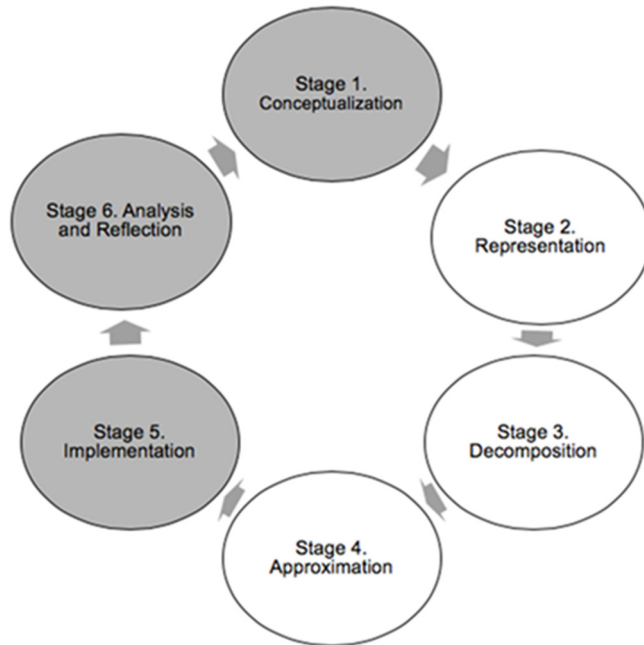 Stage 1.
Conceptualization
Stage 2.
Representation
Stage 3.
Decomposition
Stage 4.
Approximation
Stage 5.
Implementation
Stage 6. Analysis
and Reflection